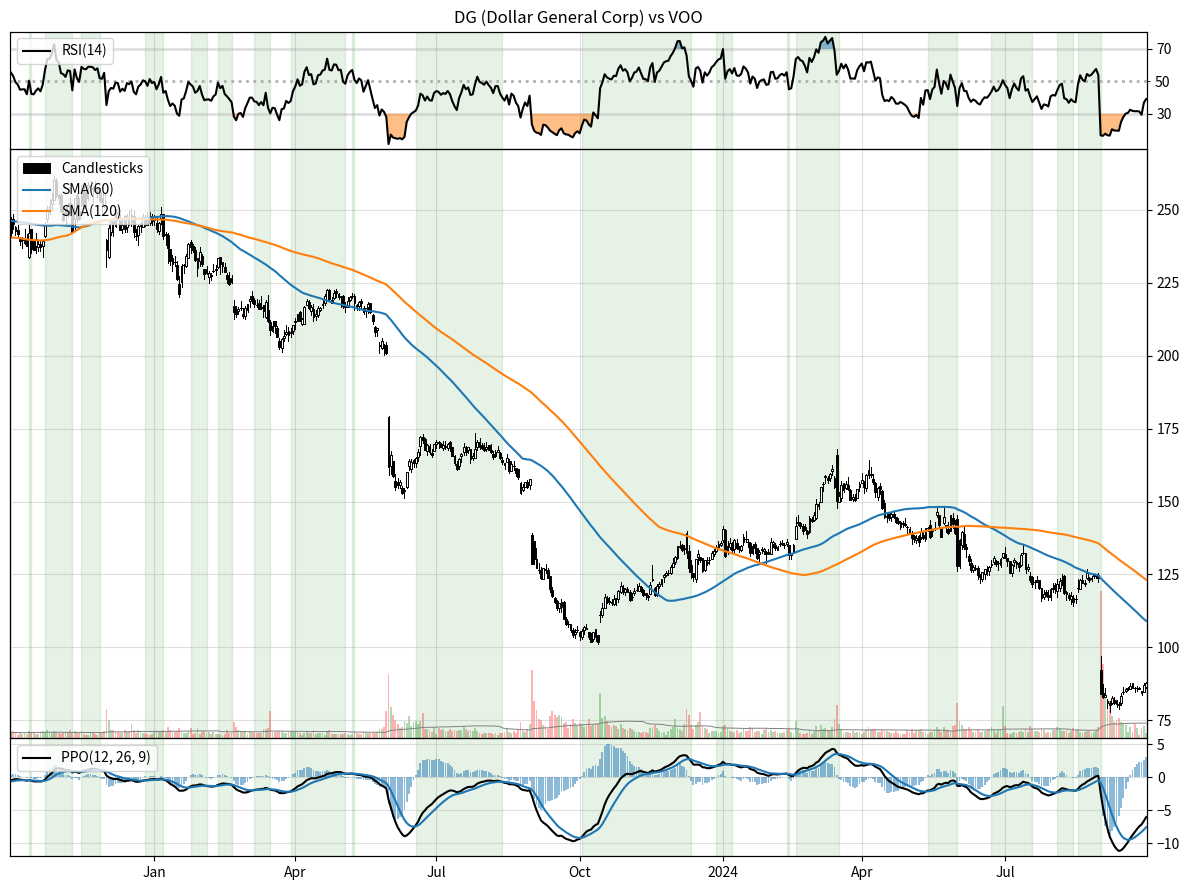 DG (Dollar General Corp) vs VOO
RSI(14)
70
50
30
Candlesticks
SMA(60)
SMA(120)
250
225
200
175
150
125
100
75
PPO(12, 26, 9)
5
0
−5
−10
Jan
Apr
Jul
Oct
2024
Apr
Jul